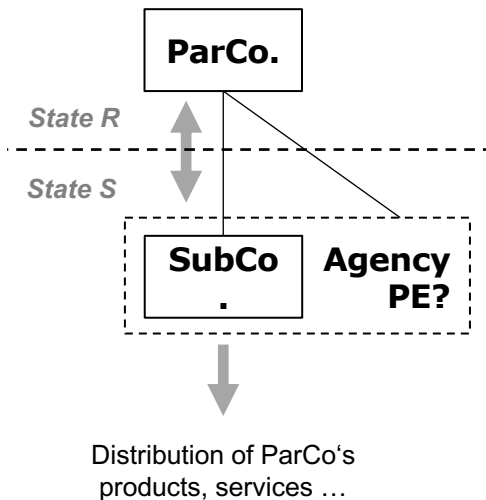 ParCo.
State R
State S
SubCo
.
Agency
PE?
Distribution of ParCo‘s
products, services …